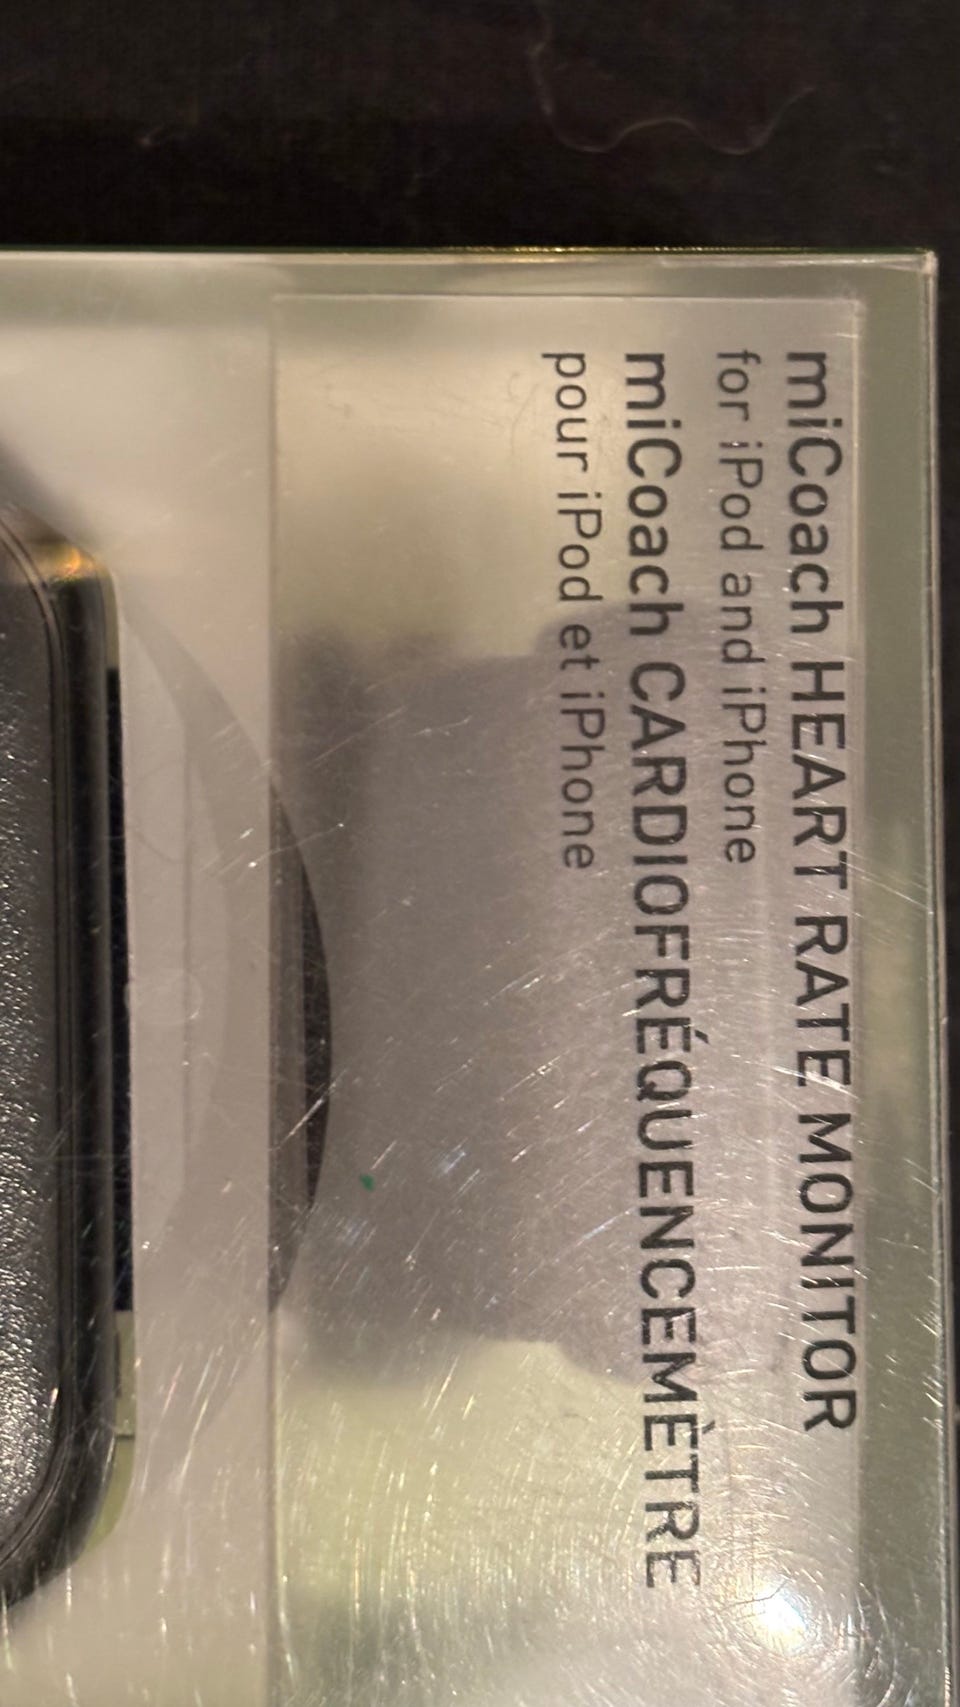 miCoach HEART RATE MONITOR
for iPod and iPhone
miCoach CARDIOFRÉQUENCEMÈTRE
pour iPod et iPhone